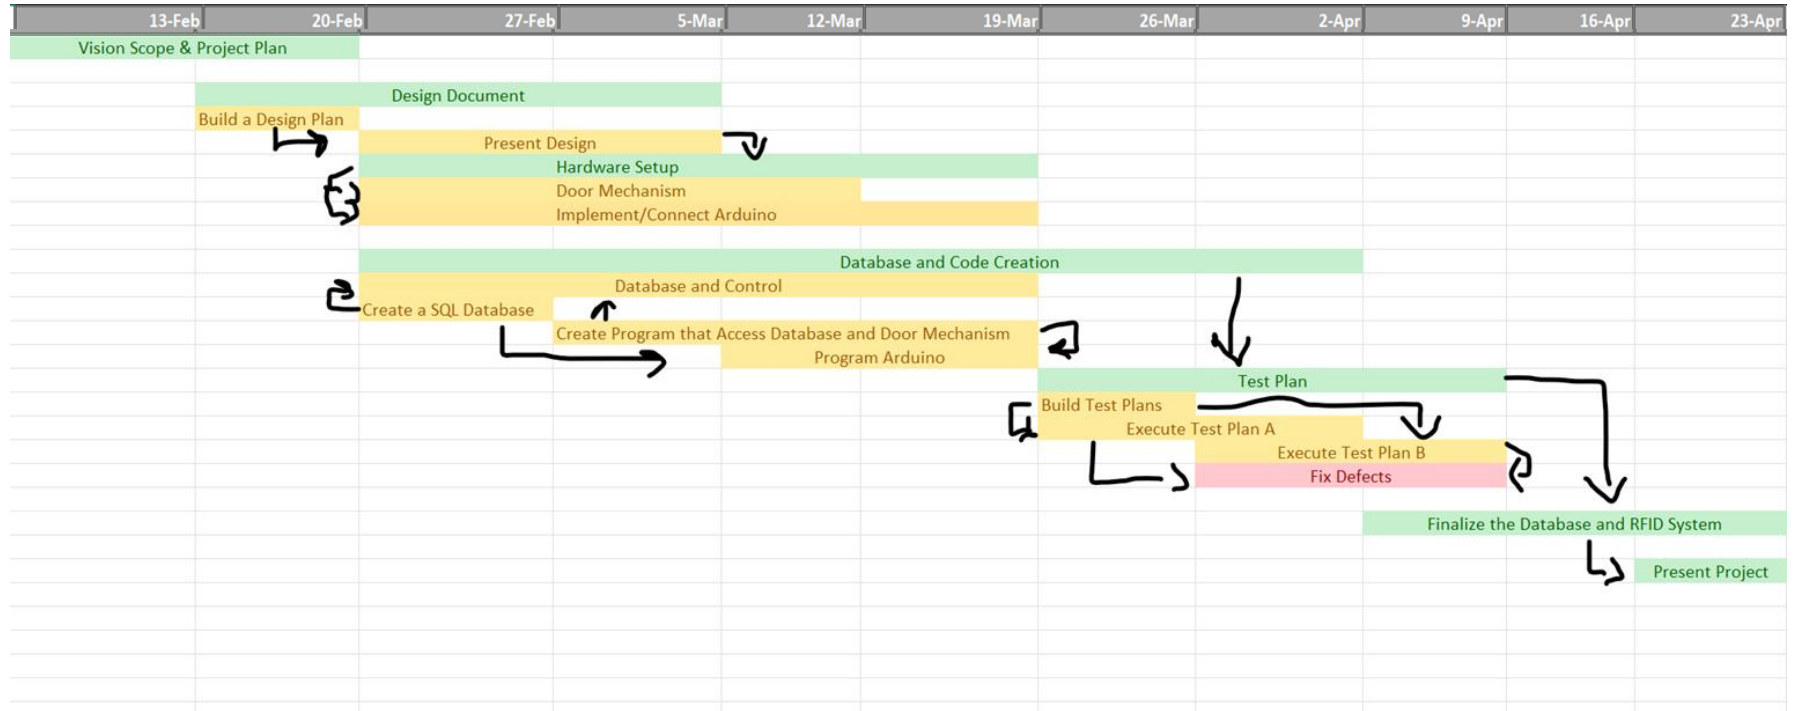 13-Feb 20-Feb 27-Feb 5-Mar 12-Mar 19-Mar 26-Mar 2-Apr 9-Apr 16-Apr 23-Apr
Vision Scope & Project Plan
Design Document
Build a Design Plan
Present Design
Hardware Setup
Door Mechanism
Implement/Connect Arduino
Database and Code Creation
Database and Control
Create a SQL Database
Create Program that Access Database and Door Mechanism
Program Arduino
Test Plan
Build Test Plans
Execute Test Plan A
Execute Test Plan B
Fix Defects
Finalize the Database and RFID System
Present Project